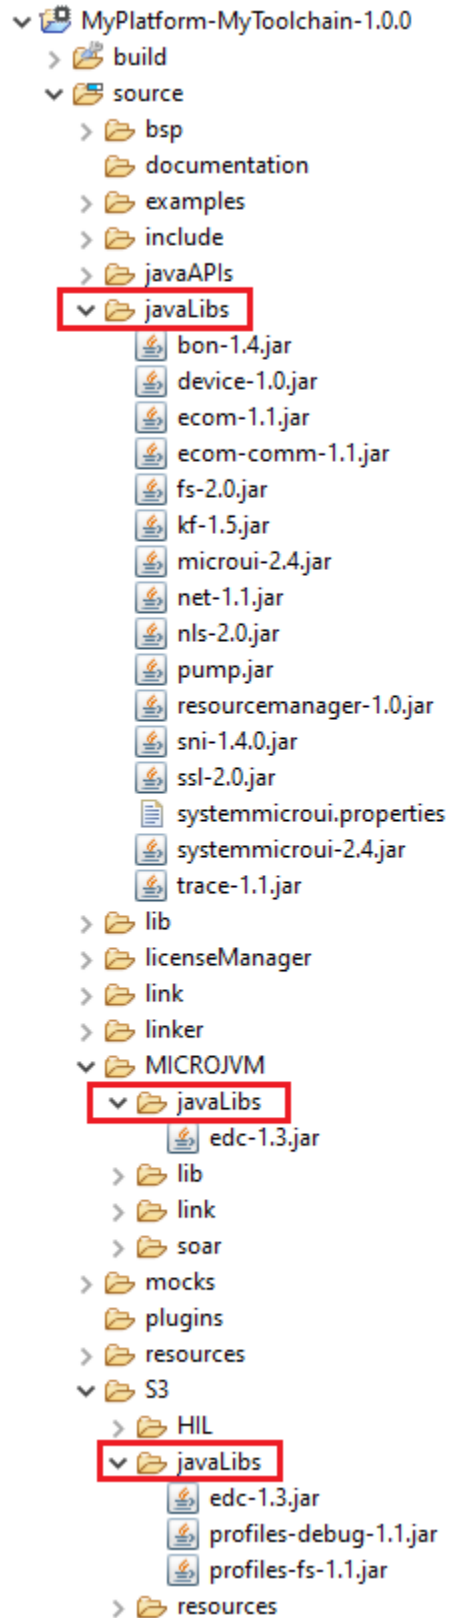 MyPlatform-MyToolchain-1.0.0
build
source
bsp
documentation
examples
include
javaAPIs
javaLibs
bon-1.4.jar
device-1.0.jar
ecom-1.1.jar
ecom-comm-1.1.jar
fs-2.0.jar
kf-1.5.jar
microui-2.4.jar
net-1.1.jar
nls-2.0.jar
pump.jar
resourcemanager-1.0.jar
sni-1.4.0.jar
ssl-2.0.jar
systemmicroui.properties
systemmicroui-2.4.jar
trace-1.1.jar
lib
licenseManager
link
linker
MICROJVM
javaLibs
edc-1.3.jar
lib
link
soar
mocks
plugins
resources
S3
HIL
javaLibs
edc-1.3.jar
profiles-debug-1.1.jar
profiles-fs-1.1.jar
resources